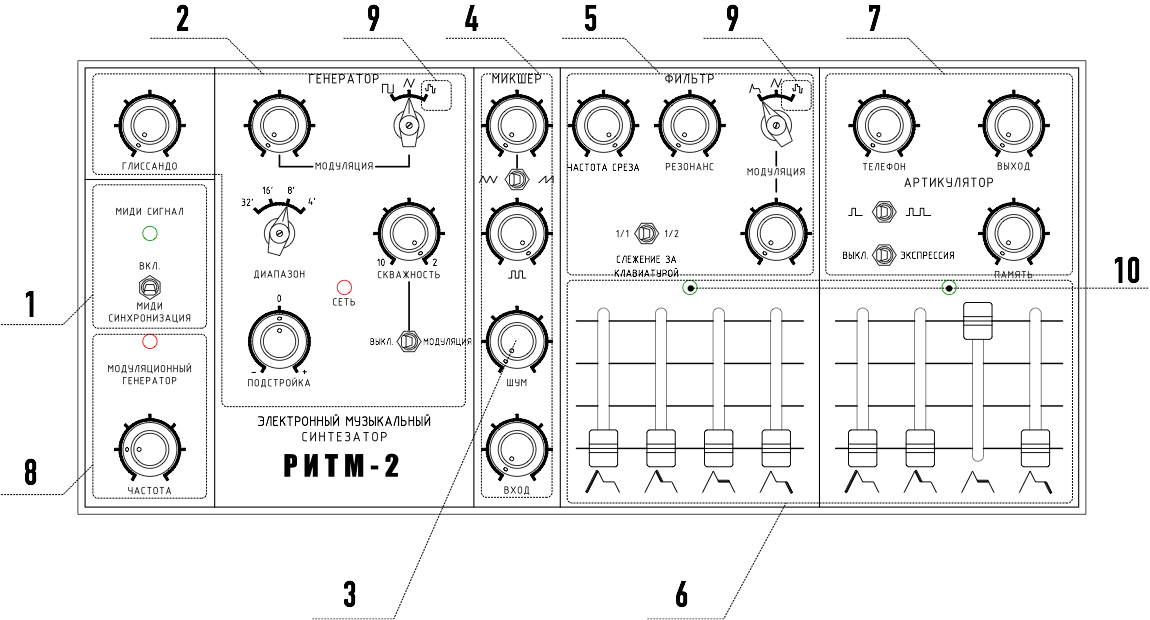 2
9
4
5
9
7
ГЕНЕРАТОР
МИКШЕР
ФИЛЬТР
ГЛИССАНДО
МОДУЛЯЦИЯ
ЧАСТОТА СРЕЗА
РЕЗОНАНС
МОДУЛЯЦИЯ
ТЕЛЕФОН
ВЫХОД
АРТИКУЛЯТОР
МИДИ СИГНАЛ
32' 16' 8' 4'
1/1 1/2
ВКЛ.
ДИАПАЗОН
10 2
СКВАЖНОСТЬ
СЛЕЖЕНИЕ ЗА
КЛАВИАТУРОЙ
ВЫКЛ. ЭКСПРЕССИЯ
ПАМЯТЬ
10
1
МИДИ
СИНХРОНИЗАЦИЯ
СЕТЬ
0
ВЫКЛ. МОДУЛЯЦИЯ
МОДУЛЯЦИОННЫЙ
ГЕНЕРАТОР
- +
ПОДСТРОЙКА
ШУМ
ЭЛЕКТРОННЫЙ МУЗЫКАЛЬНЫЙ
СИНТЕЗАТОР
РИТМ-2
8
ЧАСТОТА
ВХОД
3
6